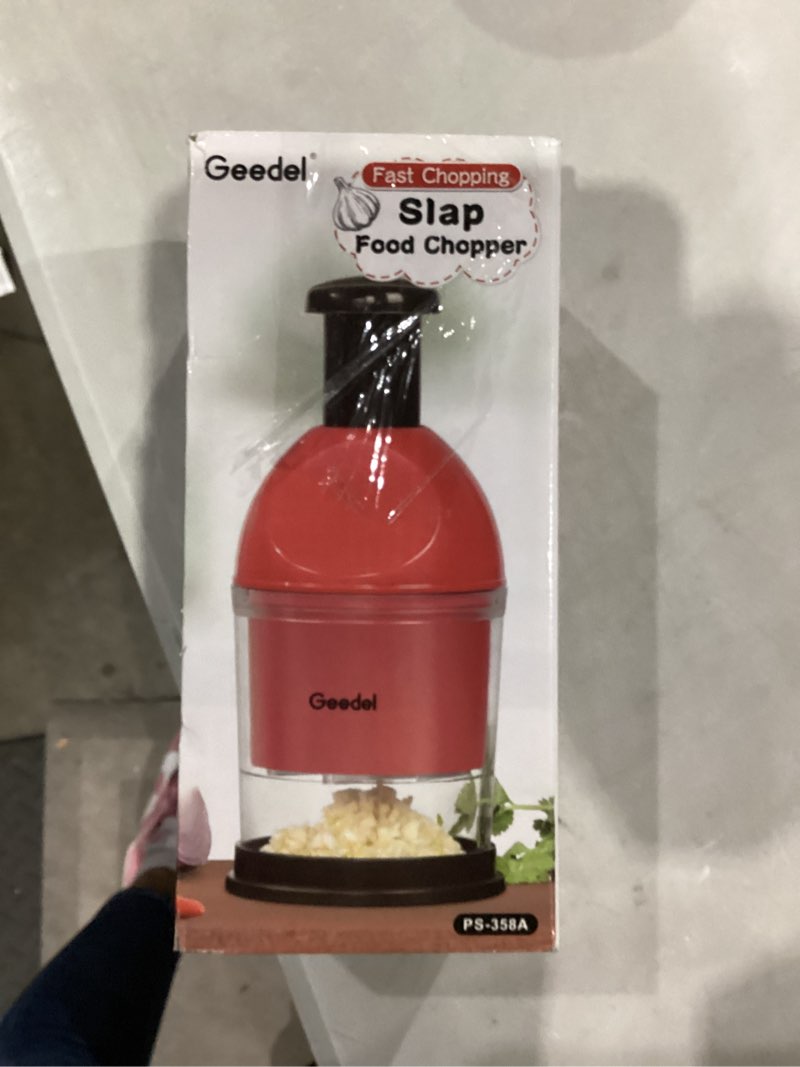 Geedel®
Fast Chopping
Slap
Food Chopper
Geedel
PS-358A